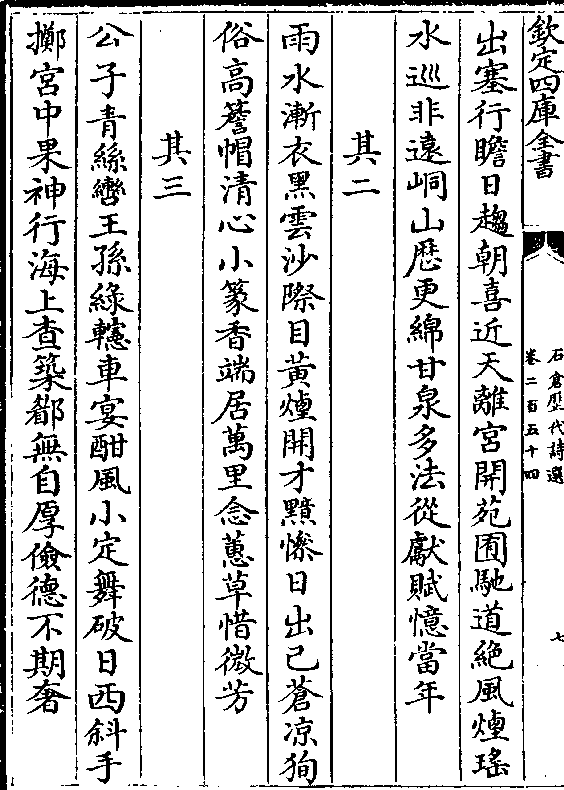 欽定四庫全書
石倉歷代詩選
卷二百五十四
七
出塞行瞻日趨朝喜近天離宮開苑囿馳道絶風煙瑤
水巡非遠峒山歴更綿甘泉多法從獻賦憶當年
其二
雨水漸衣黑雲沙際目黄煙開才黯慘日出已蒼凉狥
俗高簷帽清心小篆香端居萬里念蕙草惜微芳
其三
公子青絲轡王孫綠幰車宴酣風小定舞破日西斜手
擲宮中果神行海上查築都無自厚儉德不期奢